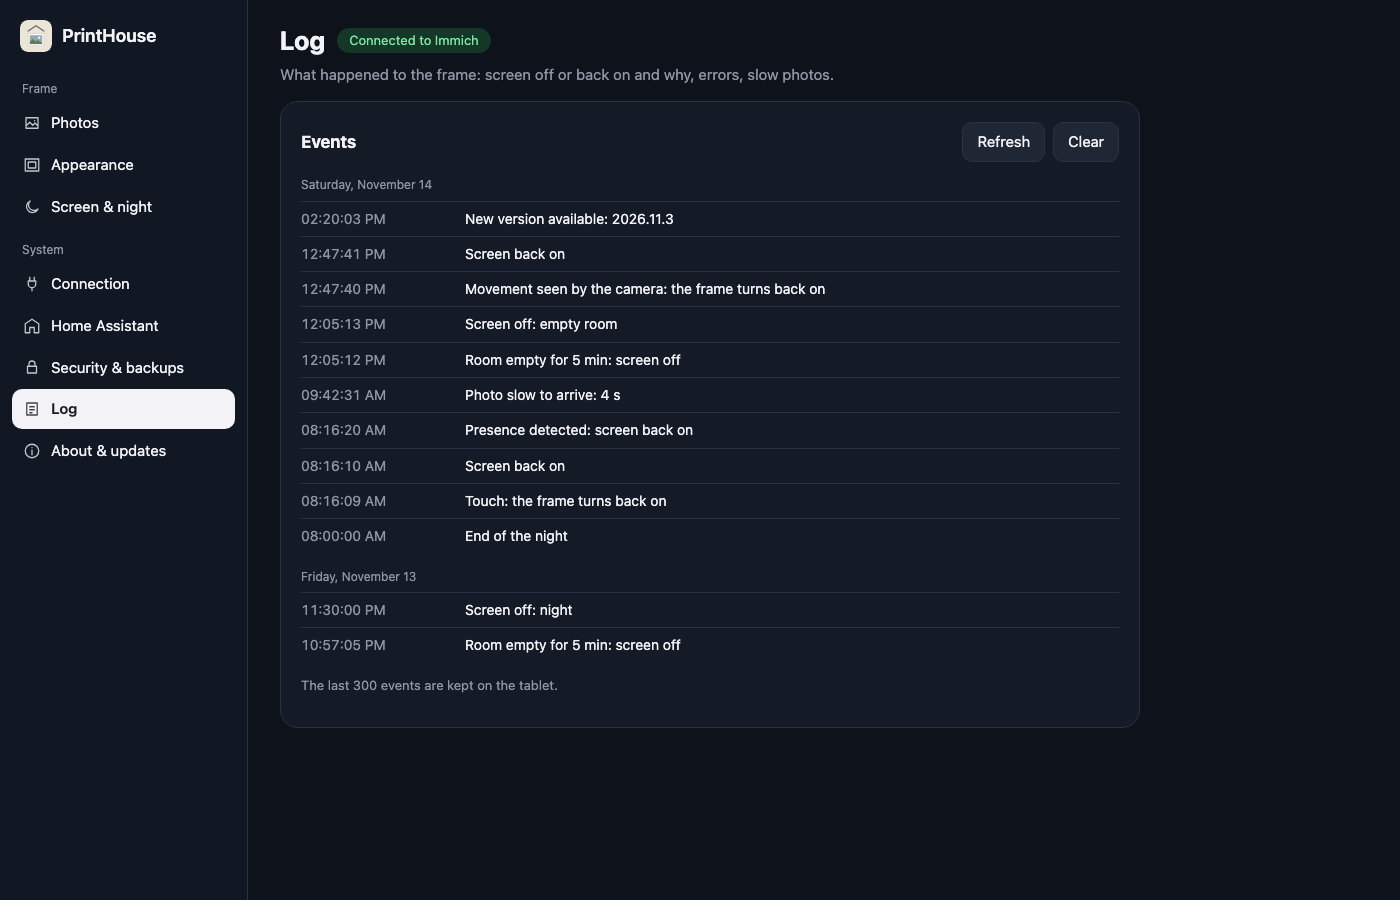 PrintHouse
Frame
Photos
Appearance
Screen & night
System
Connection
Home Assistant
Security & backups
Log
About & updates
Log
Connected to Immich
What happened to the frame: screen off or back on and why, errors, slow photos.
Events
Refresh
Clear
Saturday, November 14
02:20:03 PM New version available: 2026.11.3
12:47:41 PM Screen back on
12:47:40 PM Movement seen by the camera: the frame turns back on
12:05:13 PM Screen off: empty room
12:05:12 PM Room empty for 5 min: screen off
09:42:31 AM Photo slow to arrive: 4 s
08:16:20 AM Presence detected: screen back on
08:16:10 AM Screen back on
08:16:09 AM Touch: the frame turns back on
08:00:00 AM End of the night
Friday, November 13
11:30:00 PM Screen off: night
10:57:05 PM Room empty for 5 min: screen off
The last 300 events are kept on the tablet.